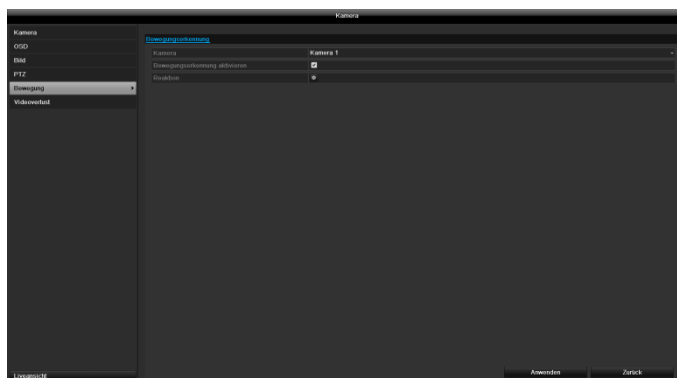 Kamera
Kamera
OSD
Bild
PTZ
Bewegung
Videoverlust
Bewegungserkennung
Kamera Kamera 1
Bewegungserkennung aktivieren
Reaktion
Liveansicht
Anwenden Zurück